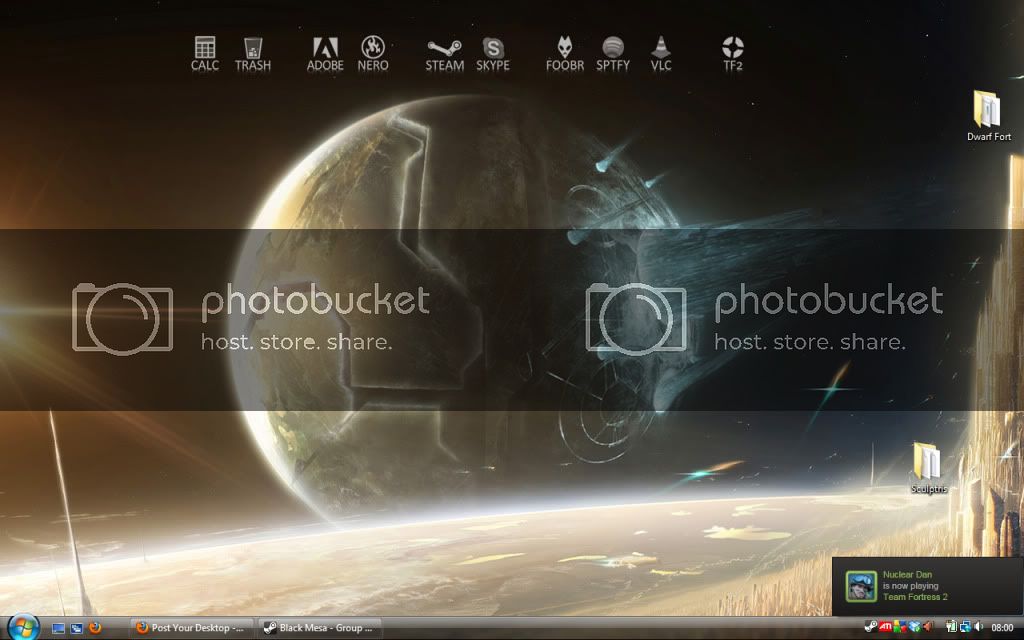 CALC TRASH ADOBE NERO STEAM SKYPE FOOBR SPTFY VLC TF2
Dwarf Fort
photobucket photobucket
host. store. share. host. store. share.
Sculptris
Nuclear Dan
is now playing
Team Fortress 2
Post Your Desktop -... Black Mesa - Group ... ATI 08:00